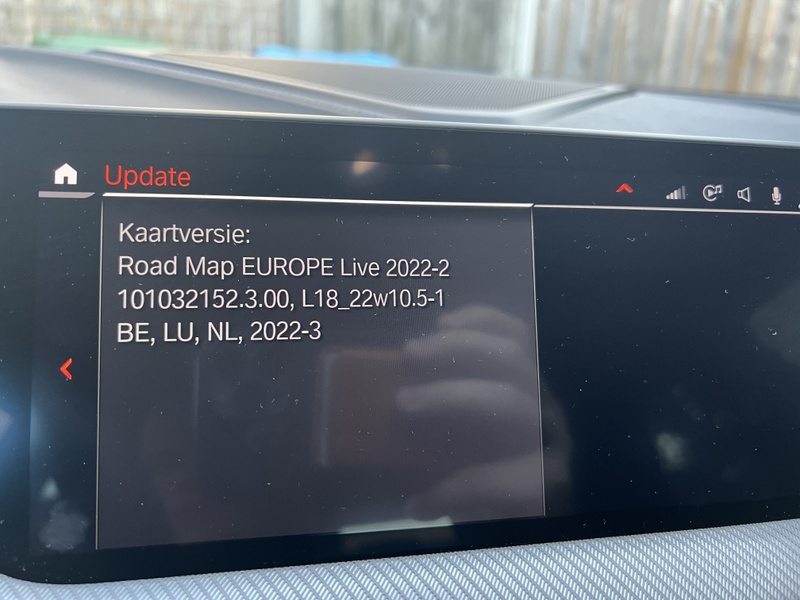 Update
Kaartversie:
Road Map EUROPE Live 2022-2
101032152.3.00, L18_22w10.5-1
BE, LU, NL, 2022-3